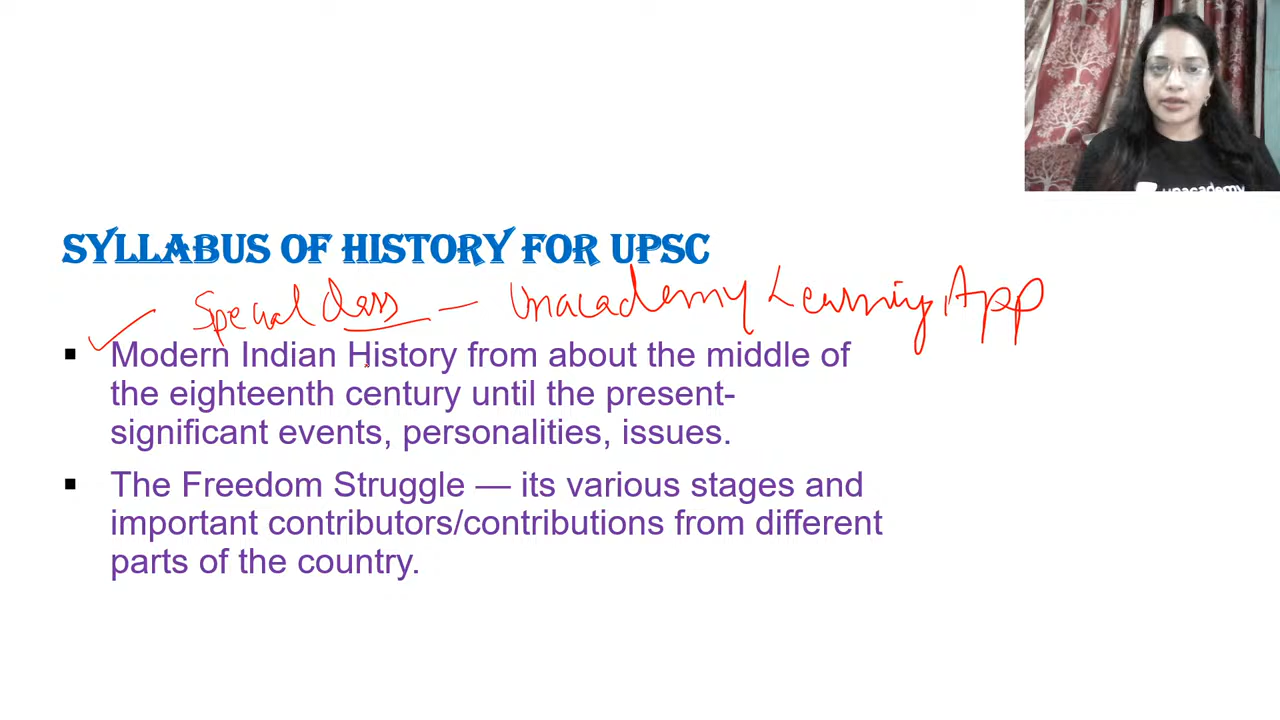 unacademy
SYLLABUS OF HISTORY FOR UPSC
Special Class — Unacademy Learning App
▪ Modern Indian History from about the middle of
the eighteenth century until the present-
significant events, personalities, issues.
▪ The Freedom Struggle — its various stages and
important contributors/contributions from different
parts of the country.